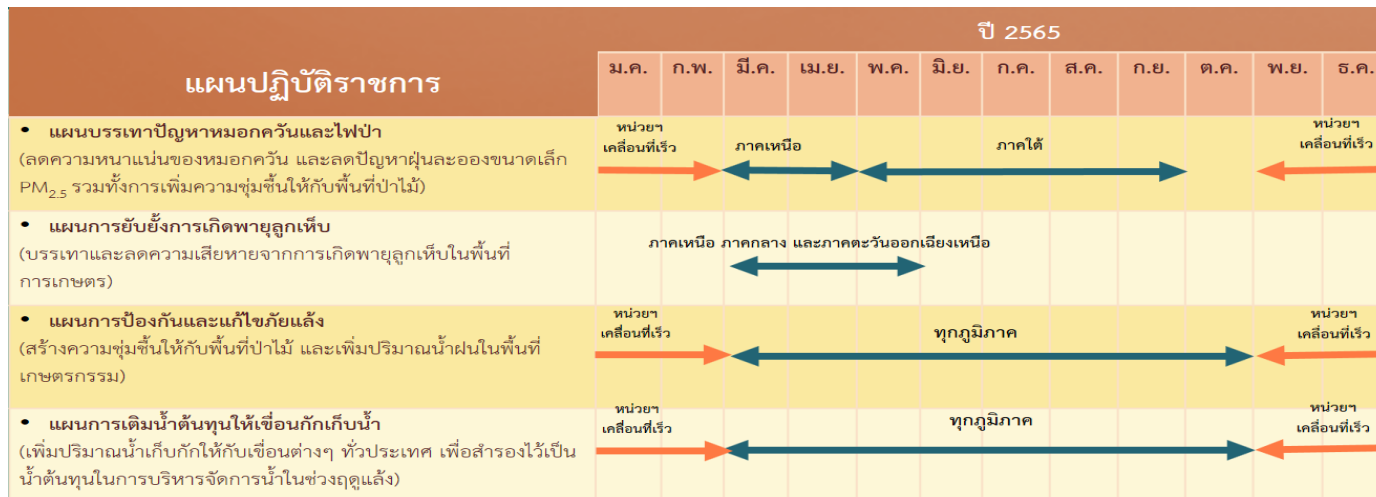 ปี 2565
แผนปฏิบัติราชการ
ม.ค. ก.พ. มี.ค. เม.ย. พ.ค. มิ.ย. ก.ค. ส.ค. ก.ย. ต.ค. พ.ย. ธ.ค.
• แผนบรรเทาปัญหาหมอกควันและไฟป่า
(ลดความหนาแน่นของหมอกควัน และลดปัญหาฝุ่นละอองขนาดเล็ก
PM2.5 รวมทั้งการเพิ่มความชุ่มชื้นให้กับพื้นที่ป่าไม้)
หน่วยฯ
เคลื่อนที่เร็ว
ภาคเหนือ
ภาคใต้
หน่วยฯ
เคลื่อนที่เร็ว
• แผนการยับยั้งการเกิดพายุลูกเห็บ
(บรรเทาและลดความเสียหายจากการเกิดพายุลูกเห็บในพื้นที่
การเกษตร)
ภาคเหนือ ภาคกลาง และภาคตะวันออกเฉียงเหนือ
• แผนการป้องกันและแก้ไขภัยแล้ง
(สร้างความชุ่มชื้นให้กับพื้นที่ป่าไม้ และเพิ่มปริมาณน้ำฝนในพื้นที่
เกษตรกรรม)
หน่วยฯ
เคลื่อนที่เร็ว
ทุกภูมิภาค
หน่วยฯ
เคลื่อนที่เร็ว
• แผนการเติมน้ำต้นทุนให้เขื่อนกักเก็บน้ำ
(เพิ่มปริมาณน้ำเก็บกักให้กับเขื่อนต่างๆ ทั่วประเทศ เพื่อสำรองไว้เป็น
น้ำต้นทุนในการบริหารจัดการน้ำในช่วงฤดูแล้ง)
หน่วยฯ
เคลื่อนที่เร็ว
ทุกภูมิภาค
หน่วยฯ
เคลื่อนที่เร็ว